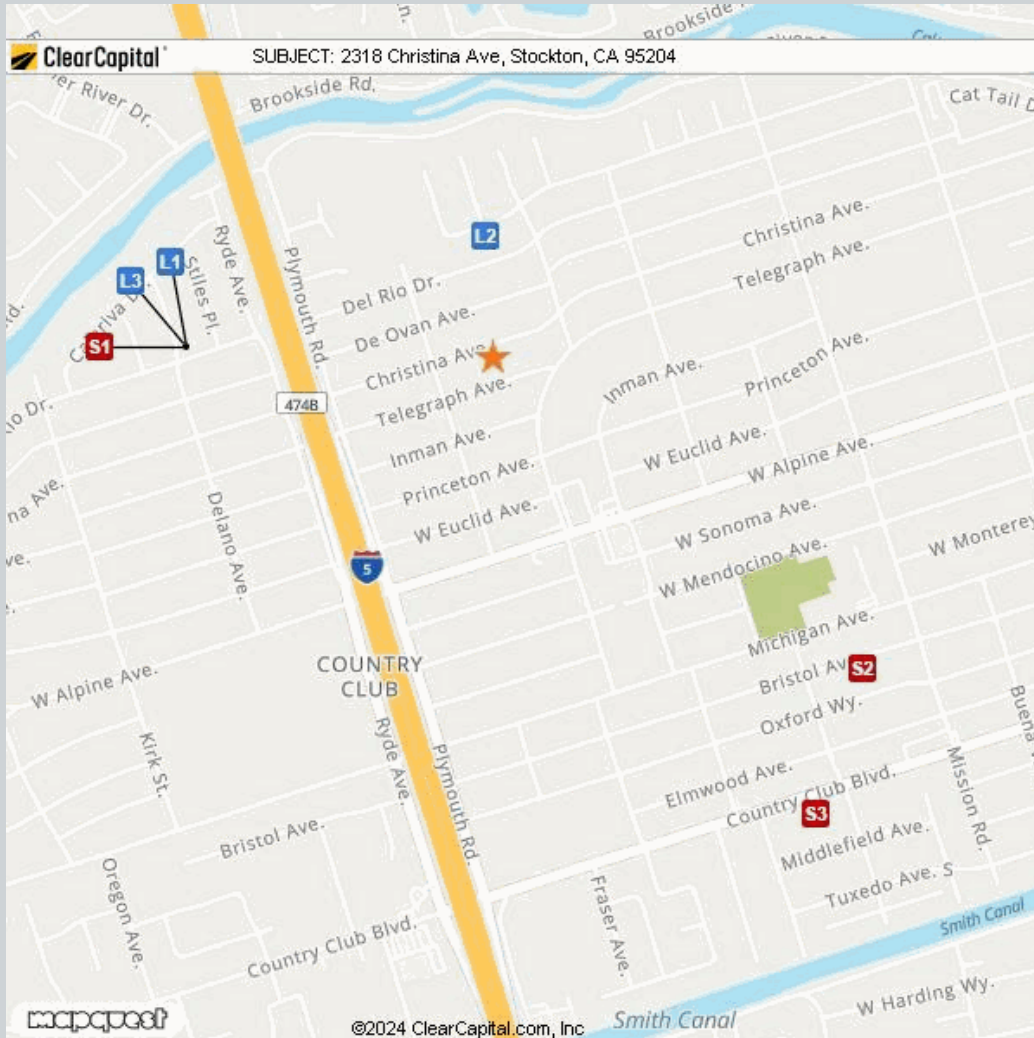 Brookside
ClearCapital
SUBJECT: 2318 Christina Ave, Stockton, CA 95204
River Dr.
Brookside Rd.
Cat Tail
Christina Ave.
Telegraph Ave.
Ryde Ave.
Plymouth Rd.
L2
L1
L3
Stiles Pl.
Del Rio Dr.
De Ovan Ave.
S1
Christina Ave
Telegraph Ave.
Inman Ave.
Princeton Ave.
474B
Inman Ave.
Princeton Ave.
W Euclid Ave.
W Alpine Ave.
W Euclid Ave.
Delano Ave.
W Sonoma Ave.
W Monterey
W Mendocino Ave.
5
Michigan Ave.
COUNTRY
CLUB
Bristol Av
S2
W Alpine Ave.
Oxford Wy.
Kirk St.
Ryde Ave.
Plymouth Rd.
Elmwood Ave.
Country Club Blvd.
Mission Rd.
S3
Bristol Ave.
Middlefield Ave.
Oregon Ave.
Fraser Ave.
Tuxedo Ave. S
Country Club Blvd.
Smith Canal
W Harding Wy.
mapquest
©2024 ClearCapital.com, Inc
Smith Canal